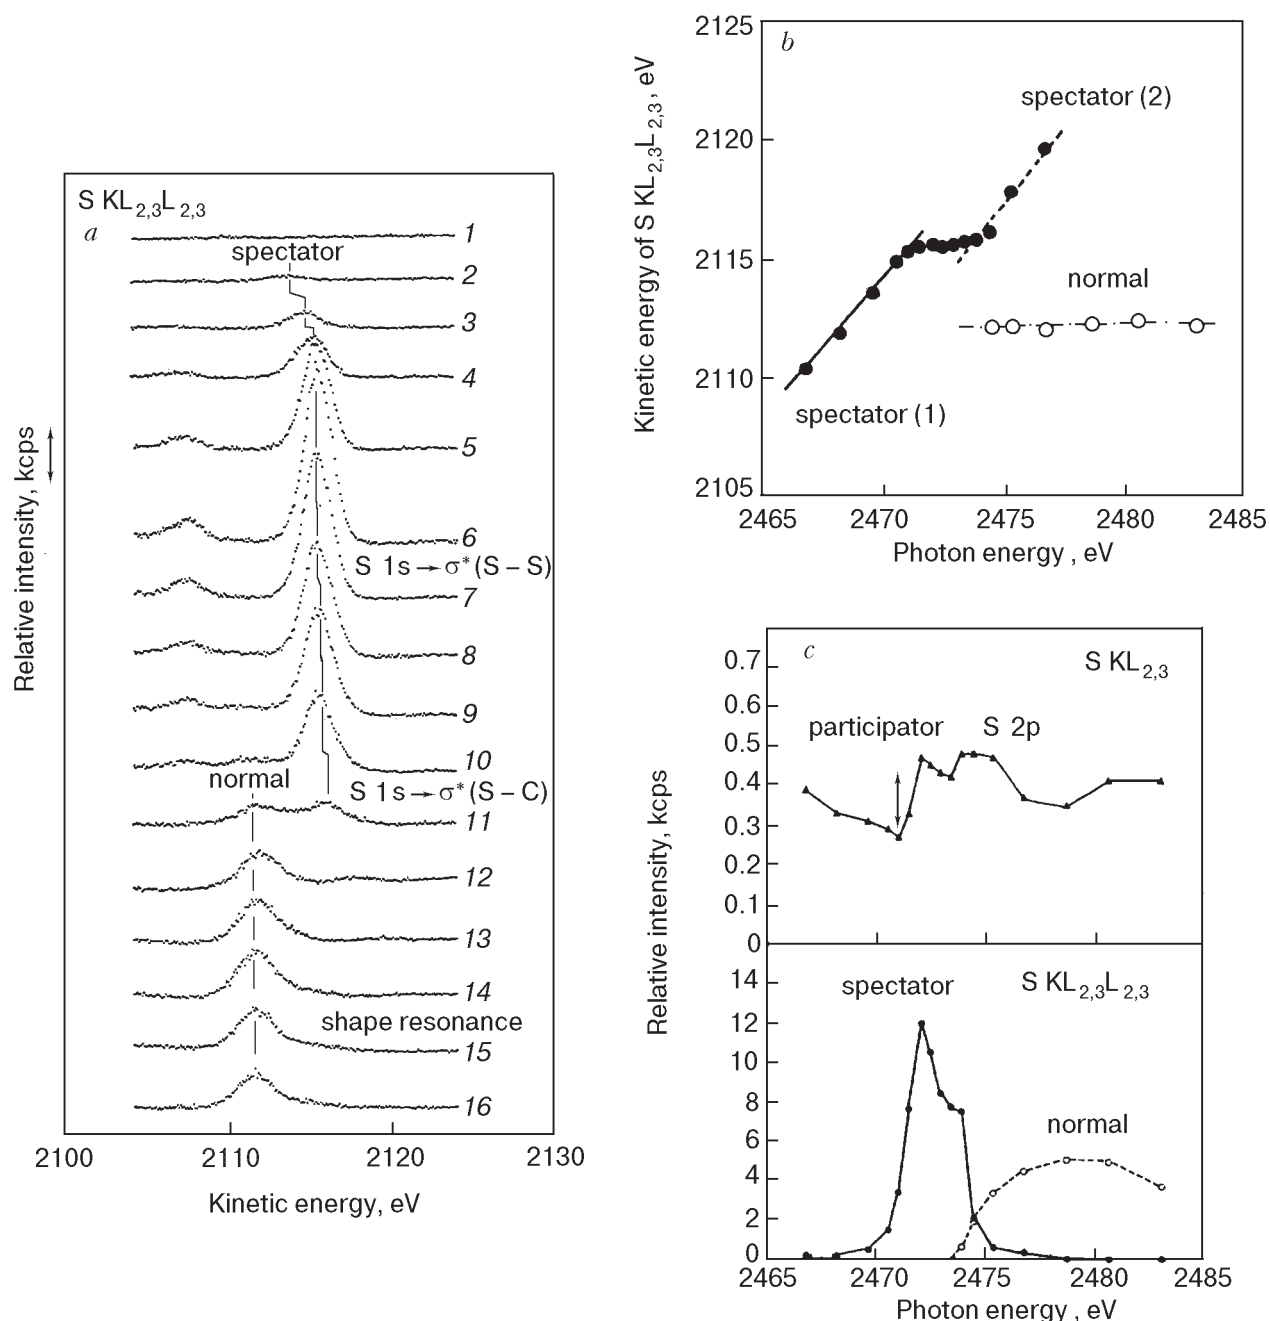 S KL2,3L2,3
a
1
spectator
2
3
4
5
6
S 1s → σ*(S – S)
7
8
9
10
normal
S 1s → σ*(S – C)
11
12
13
14
shape resonance
15
16
2100 2110 2120 2130
Kinetic energy, eV
Relative intensity, kcps
b
2125
2120
2115
2110
2105
spectator (2)
normal
spectator (1)
2465 2470 2475 2480 2485
Photon energy , eV
Kinetic energy of S KL2,3L2,3, eV
c
S KL2,3
0.7
0.6
0.5
0.4
0.3
0.2
0.1
0
participator
S 2p
S KL2,3L2,3
spectator
normal
14
12
10
8
6
4
2
0
2465 2470 2475 2480 2485
Photon energy , eV
Relative intensity, kcps